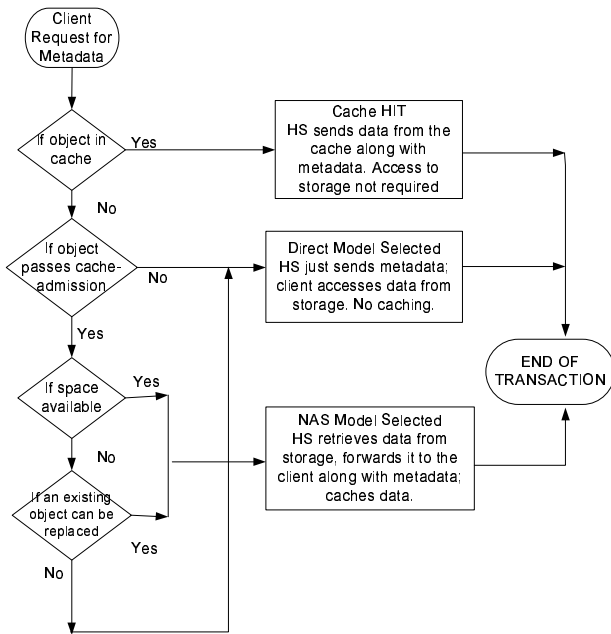 Client
Request for
Metadata
If object in
cache
Yes
Cache HIT
HS sends data from the
cache along with
metadata. Access to
storage not required
No
If object
passes cache-
admission
No
Direct Model Selected
HS just sends metadata;
client accesses data from
storage. No caching.
Yes
If space
available
Yes
END OF
TRANSACTION
No
NAS Model Selected
HS retrieves data from
storage, forwards it to the
client along with metadata;
caches data.
If an existing
object can be
replaced
Yes
No